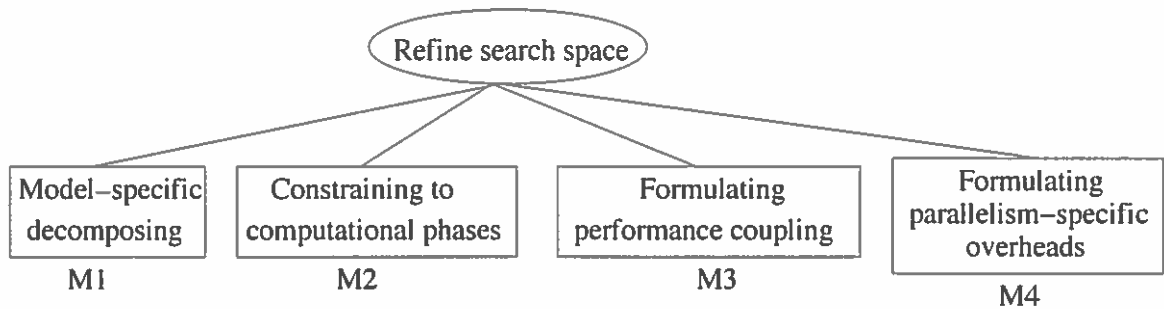 Refine search space
Model–specific
decomposing
M1
Constraining to
computational phases
M2
Formulating
performance coupling
M3
Formulating
parallelism–specific
overheads
M4